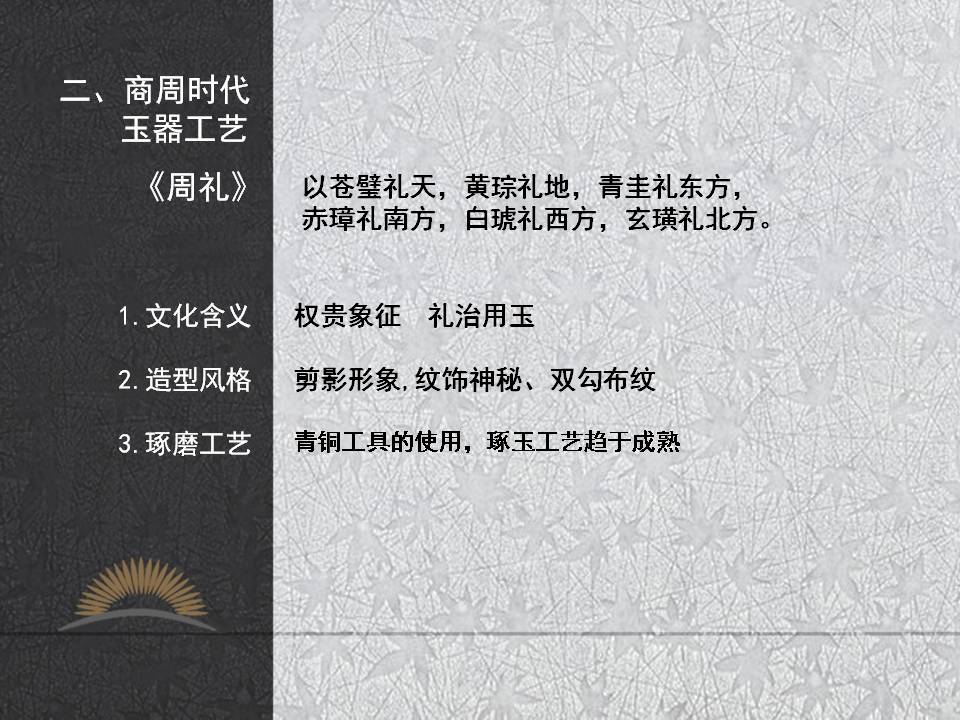 二、商周时代
玉器工艺
《周礼》
以苍璧礼天，黄琮礼地，青圭礼东方，
赤璋礼南方，白琥礼西方，玄璜礼北方。
1.文化含义 权贵象征 礼治用玉
2.造型风格 剪影形象,纹饰神秘、双勾布纹
3.琢磨工艺 青铜工具的使用，琢玉工艺趋于成熟